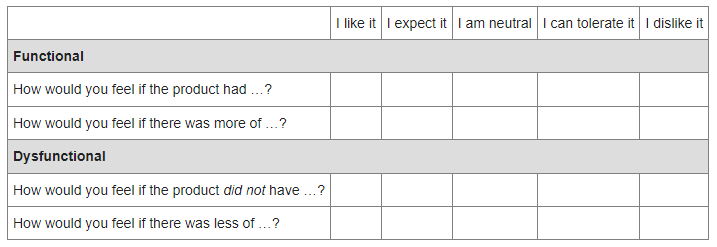 I like it I expect it I am neutral I can tolerate it I dislike it
Functional
How would you feel if the product had …?
How would you feel if there was more of …?
Dysfunctional
How would you feel if the product did not have …?
How would you feel if there was less of …?